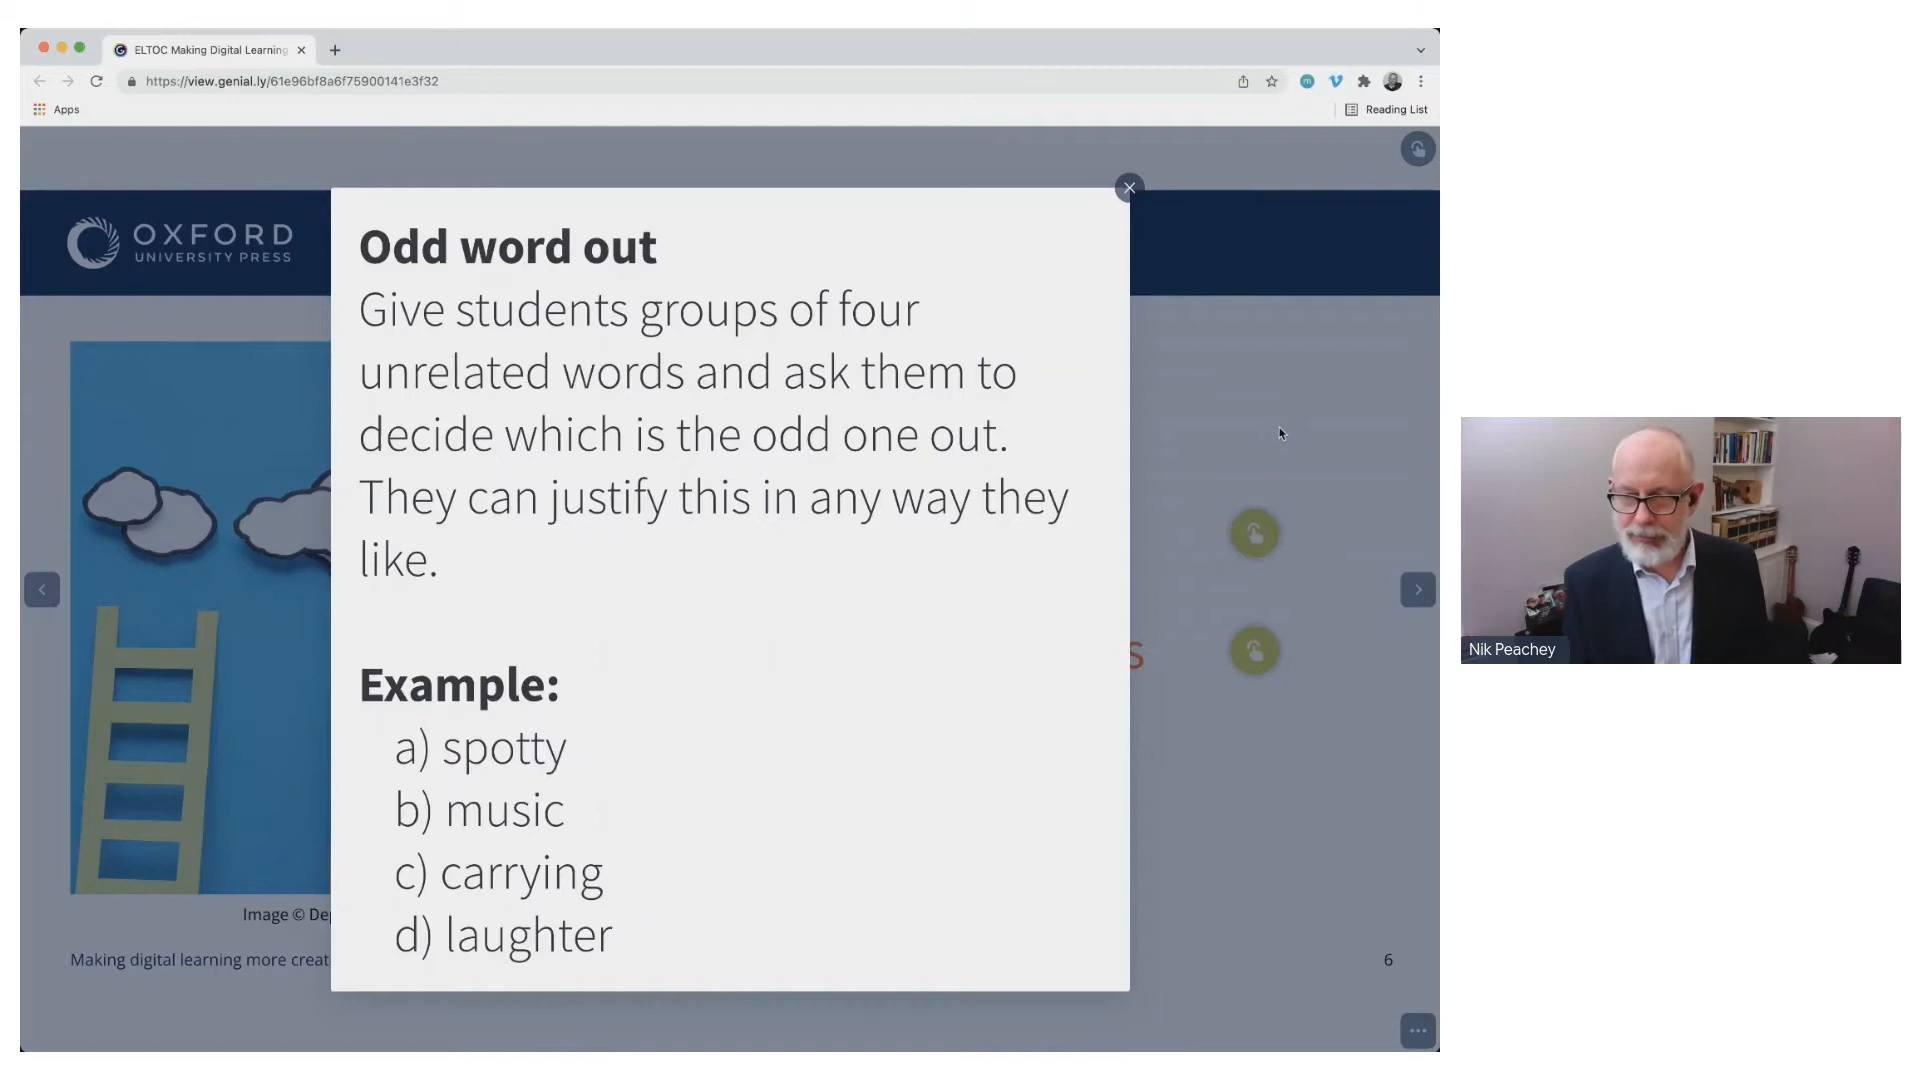 ELTOC Making Digital Learning
https://view.genial.ly/61e96bf8a6f75900141e3f32
Apps
Reading List
OXFORD
UNIVERSITY PRESS
Odd word out
Give students groups of four
unrelated words and ask them to
decide which is the odd one out.
They can justify this in any way they
like.
Example:
a) spotty
b) music
c) carrying
d) laughter
s
Image © De
Making digital learning more creat
6
Nik Peachey